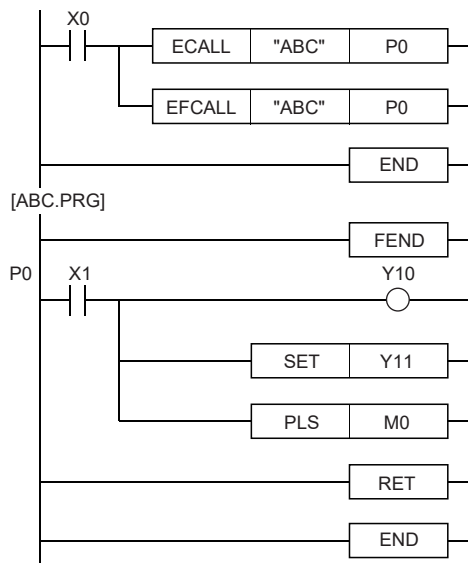 X0
ECALL "ABC" P0
EFCALL "ABC" P0
END
[ABC.PRG]
FEND
P0 X1 Y10
SET Y11
PLS M0
RET
END